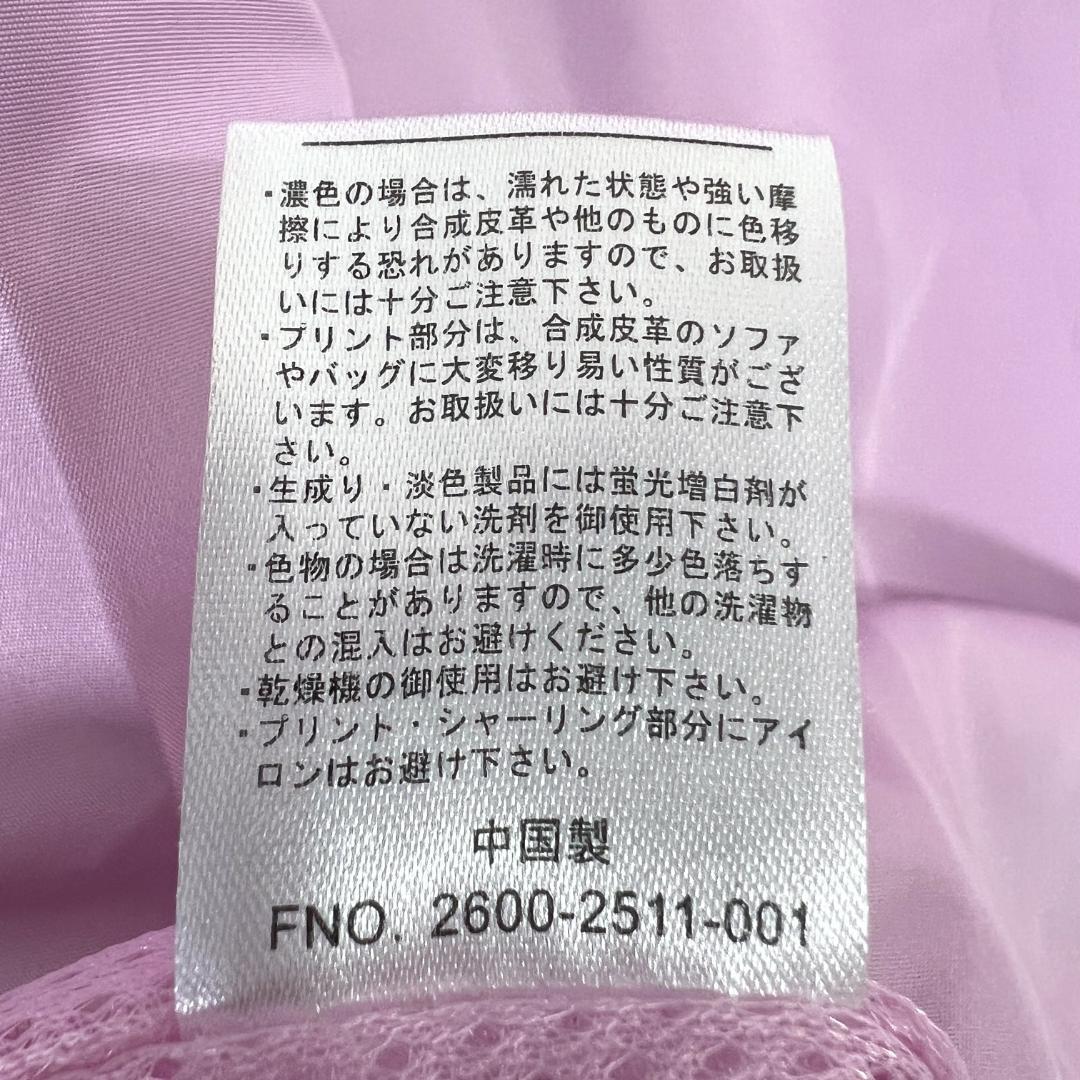 ・濃色の場合は、濡れた状態や強い摩
擦により合成皮革や他のものに色移
りする恐れがありますので、お取扱
いには十分ご注意下さい。
・プリント部分は、合成皮革のソファ
やバッグに大変移り易い性質がござ
います。お取扱いには十分ご注意下
さい。
・生成り・淡色製品には蛍光増白剤が
入っていない洗剤を御使用下さい。
・色物の場合は洗濯時に多少色落ちす
ることがありますので、他の洗濯物
との混入はお避けください。
・乾燥機の御使用はお避け下さい。
・プリント・シャーリング部分にアイ
ロンはお避け下さい。
中国製
FNO. 2600-2511-001